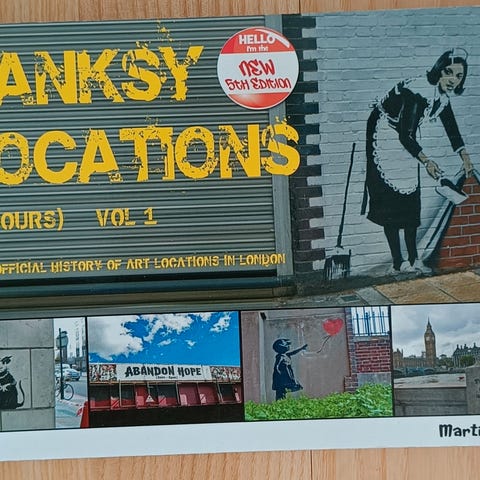 HELLO
I'm the
NEW
5th EDITION
ANKSY
OCATIONS
OURS) VOL 1
OFFICIAL HISTORY OF ART LOCATIONS IN LONDON
ABANDON HOPE
Marti